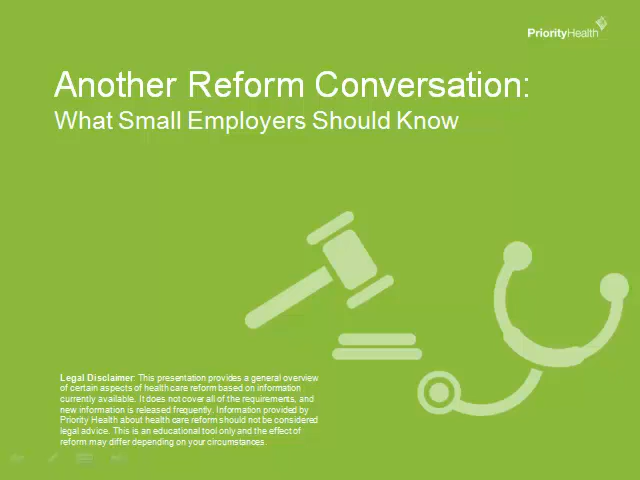 PriorityHealth
Another Reform Conversation:
What Small Employers Should Know
Legal Disclaimer: This presentation provides a general overview
of certain aspects of health care reform based on information
currently available. It does not cover all of the requirements, and
new information is released frequently. Information provided by
Priority Health about health care reform should not be considered
legal advice. This is an educational tool only and the effect of
reform may differ depending on your circumstances.